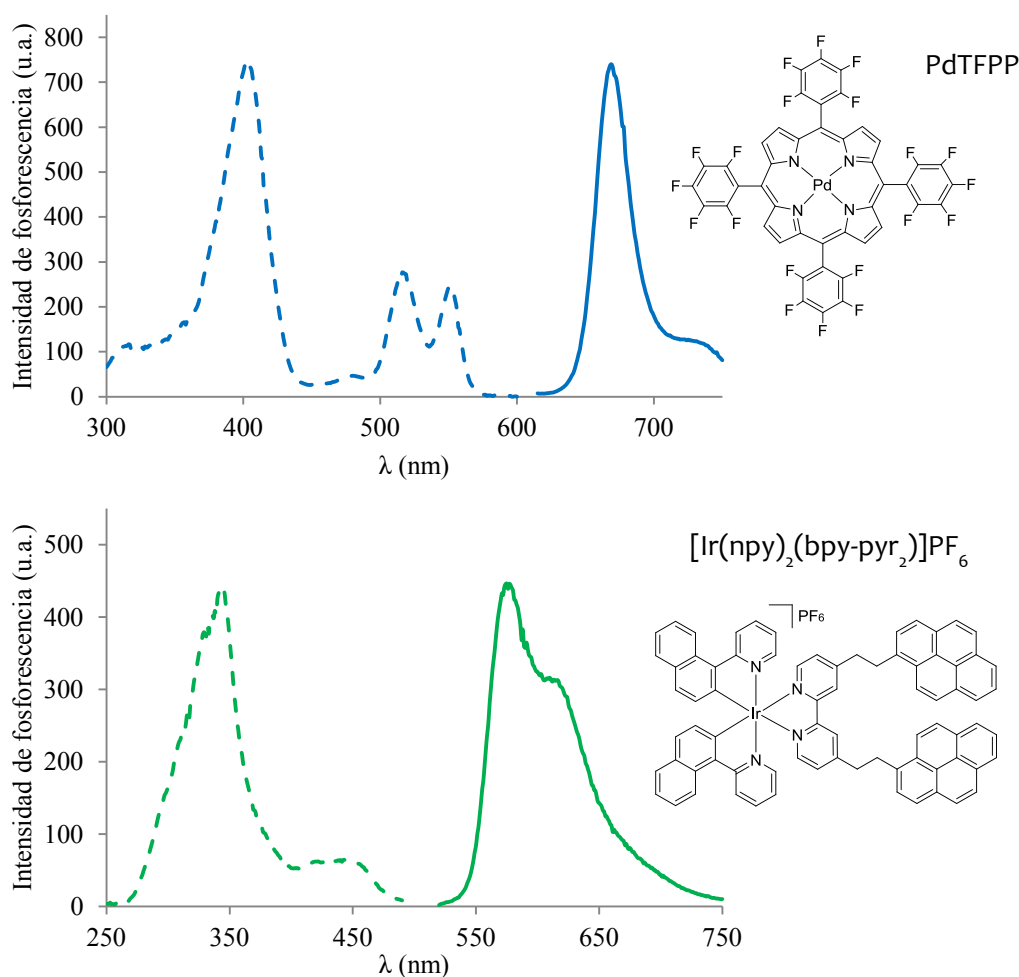 Intensidad de fosforescencia (u.a.)
800
700
600
500
400
300
200
100
0
300 400 500 600 700
λ (nm)
PdTFPP
F F
F F
F
F F
F F
F
N N
Pd
N N
F F
F F
F
F F
F F
F
Intensidad de fosforescencia (u.a.)
500
400
300
200
100
0
250 350 450 550 650 750
λ (nm)
[Ir(npy)₂(bpy-pyr₂)]PF₆
PF₆
N
N
Ir
N
N